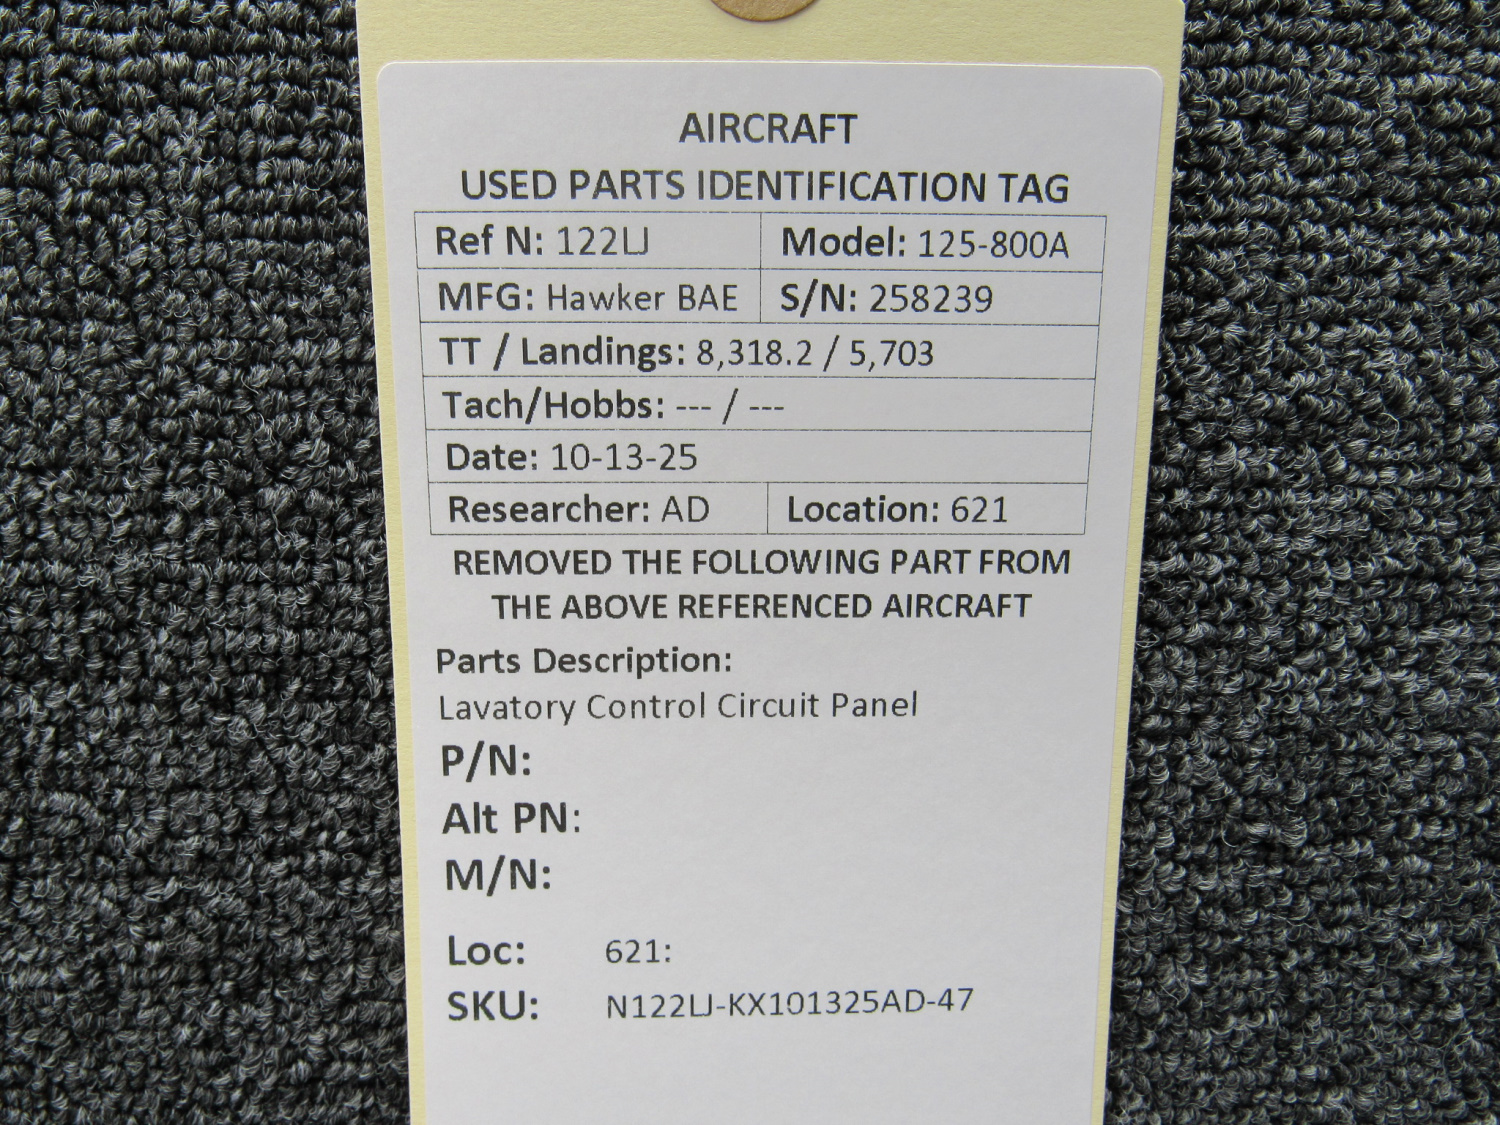 AIRCRAFT
USED PARTS IDENTIFICATION TAG
Ref N: 122LJ Model: 125-800A
MFG: Hawker BAE S/N: 258239
TT / Landings: 8,318.2 / 5,703
Tach/Hobbs: --- / ---
Date: 10-13-25
Researcher: AD Location: 621
REMOVED THE FOLLOWING PART FROM
THE ABOVE REFERENCED AIRCRAFT
Parts Description:
Lavatory Control Circuit Panel
P/N:
Alt PN:
M/N:
Loc: 621:
SKU: N122LJ-KX101325AD-47